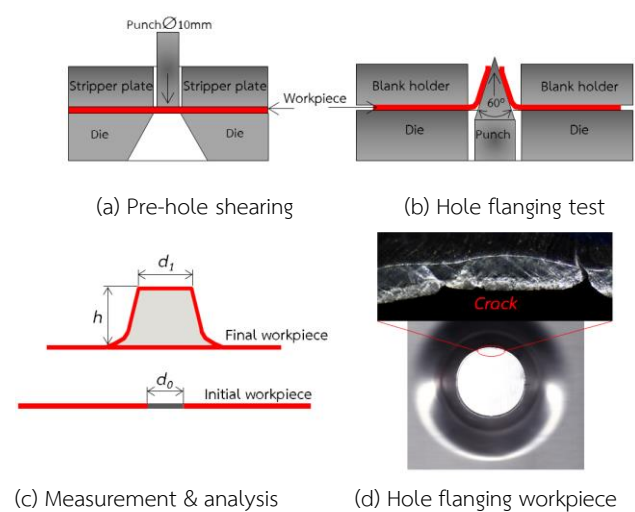 Punch∅10mm
Stripper plate
Stripper plate
Workpiece
Die
Die
Blank holder
Blank holder
60°
Die
Die
Punch
(a) Pre-hole shearing
(b) Hole flanging test
d1
h
Final workpiece
d0
Initial workpiece
Crack
(c) Measurement & analysis
(d) Hole flanging workpiece